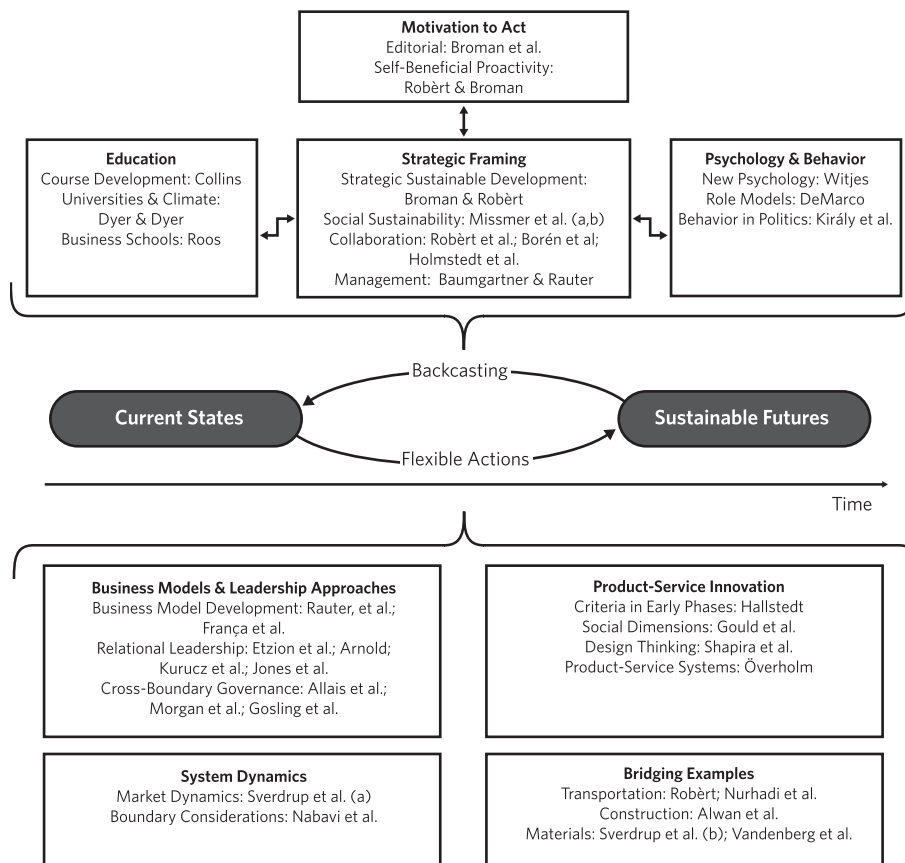 Motivation to Act
Editorial: Broman et al.
Self-Beneficial Proactivity:
Robèrt & Broman
Education
Course Development: Collins
Universities & Climate:
Dyer & Dyer
Business Schools: Roos
Strategic Framing
Strategic Sustainable Development:
Broman & Robèrt
Social Sustainability: Missmer et al. (a,b)
Collaboration: Robèrt et al.; Borén et al;
Holmstedt et al.
Management: Baumgartner & Rauter
Psychology & Behavior
New Psychology: Witjes
Role Models: DeMarco
Behavior in Politics: Király et al.
Backcasting
Current States
Sustainable Futures
Flexible Actions
Time
Business Models & Leadership Approaches
Business Model Development: Rauter, et al.;
França et al.
Relational Leadership: Etzion et al.; Arnold;
Kurucz et al.; Jones et al.
Cross-Boundary Governance: Allais et al.;
Morgan et al.; Gosling et al.
Product-Service Innovation
Criteria in Early Phases: Hallstedt
Social Dimensions: Gould et al.
Design Thinking: Shapira et al.
Product-Service Systems: Överholm
System Dynamics
Market Dynamics: Sverdrup et al. (a)
Boundary Considerations: Nabavi et al.
Bridging Examples
Transportation: Robèrt; Nurhadi et al.
Construction: Alwan et al.
Materials: Sverdrup et al. (b); Vandenberg et al.